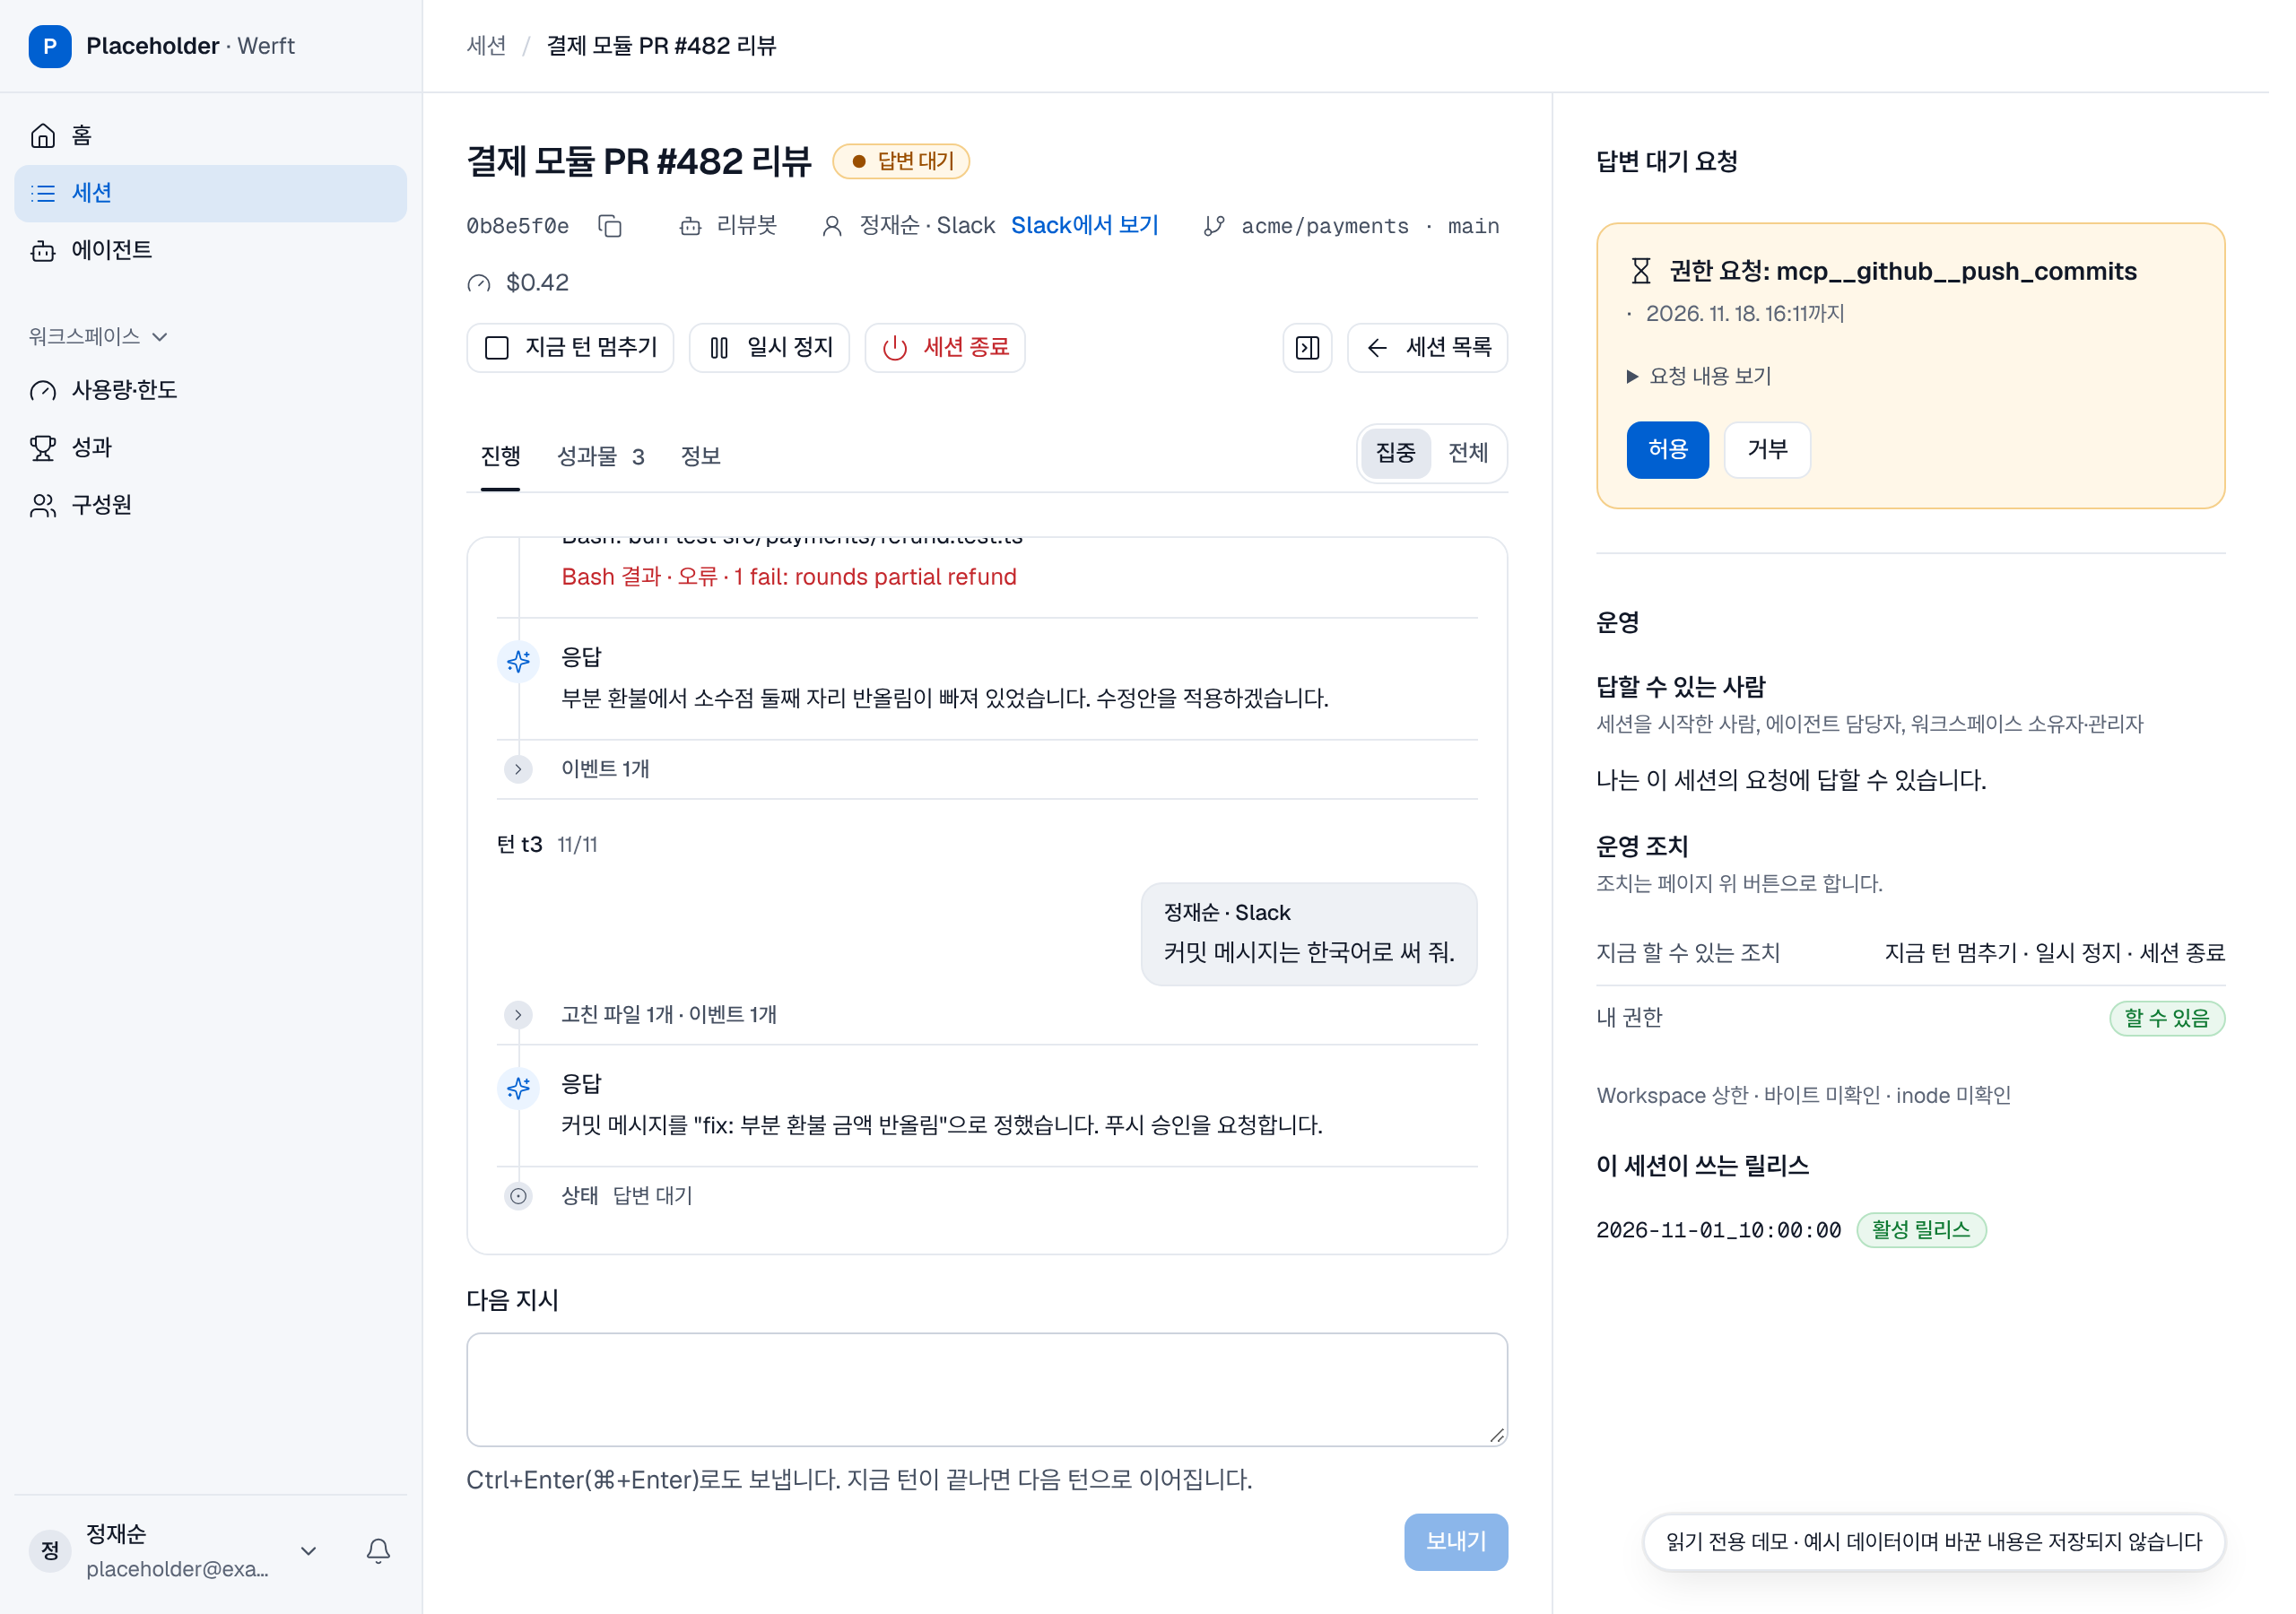 P Placeholder · Werft
홈
세션
에이전트
워크스페이스
사용량·한도
성과
구성원
정
정재순
placeholder@exa...
세션 / 결제 모듈 PR #482 리뷰
결제 모듈 PR #482 리뷰
답변 대기
0b8e5f0e
리뷰봇
정재순 · Slack Slack에서 보기
acme/payments · main
$0.42
지금 턴 멈추기
일시 정지
세션 종료
세션 목록
진행
성과물 3
정보
집중
전체
Bash: bun test src/payments/refund.test.ts
Bash 결과 · 오류 · 1 fail: rounds partial refund
응답
부분 환불에서 소수점 둘째 자리 반올림이 빠져 있었습니다. 수정안을 적용하겠습니다.
이벤트 1개
턴 t3 11/11
정재순 · Slack
커밋 메시지는 한국어로 써 줘.
고친 파일 1개 · 이벤트 1개
응답
커밋 메시지를 "fix: 부분 환불 금액 반올림"으로 정했습니다. 푸시 승인을 요청합니다.
상태 답변 대기
다음 지시
Ctrl+Enter(⌘+Enter)로도 보냅니다. 지금 턴이 끝나면 다음 턴으로 이어집니다.
보내기
답변 대기 요청
권한 요청: mcp__github__push_commits
· 2026. 11. 18. 16:11까지
요청 내용 보기
허용
거부
운영
답할 수 있는 사람
세션을 시작한 사람, 에이전트 담당자, 워크스페이스 소유자·관리자
나는 이 세션의 요청에 답할 수 있습니다.
운영 조치
조치는 페이지 위 버튼으로 합니다.
지금 할 수 있는 조치 지금 턴 멈추기 · 일시 정지 · 세션 종료
내 권한 할 수 있음
Workspace 상한 · 바이트 미확인 · inode 미확인
이 세션이 쓰는 릴리스
2026-11-01_10:00:00 활성 릴리스
읽기 전용 데모 · 예시 데이터이며 바꾼 내용은 저장되지 않습니다